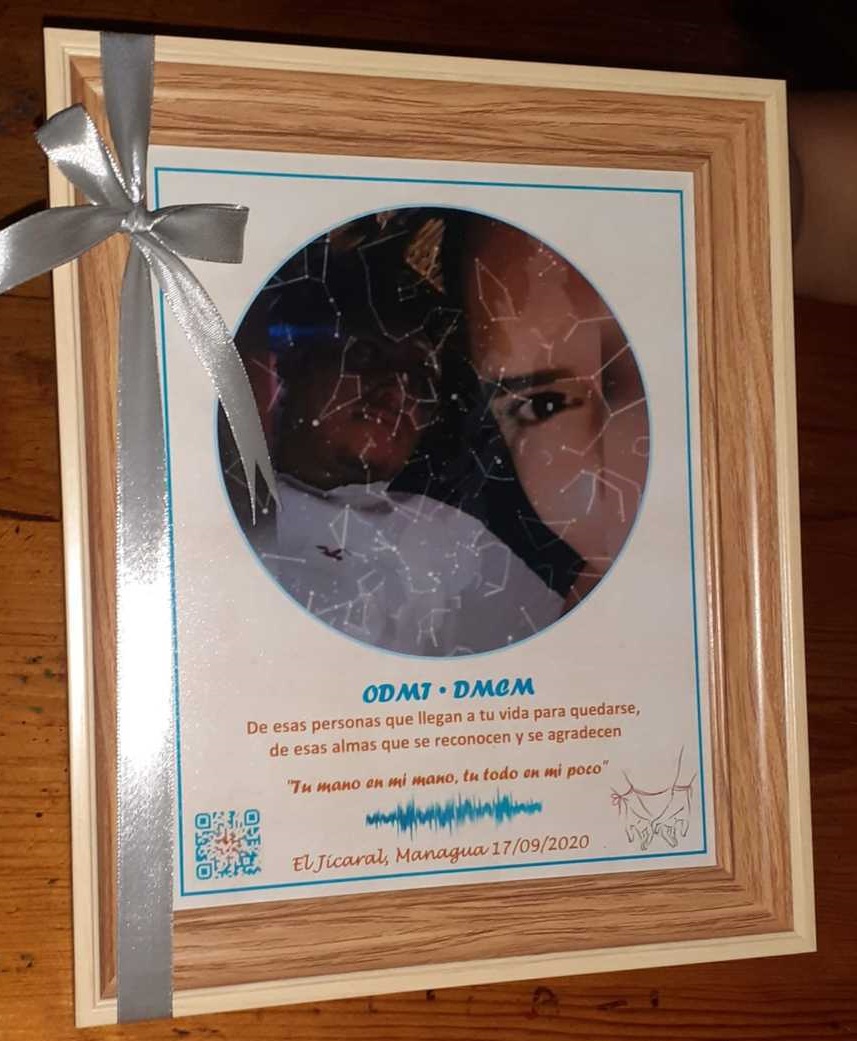 ODMT • DMCM
De esas personas que llegan a tu vida para quedarse,
de esas almas que se reconocen y se agradecen
"Tu mano en mi mano, tu todo en mi poco"
El Jícaral, Managua 17/09/2020